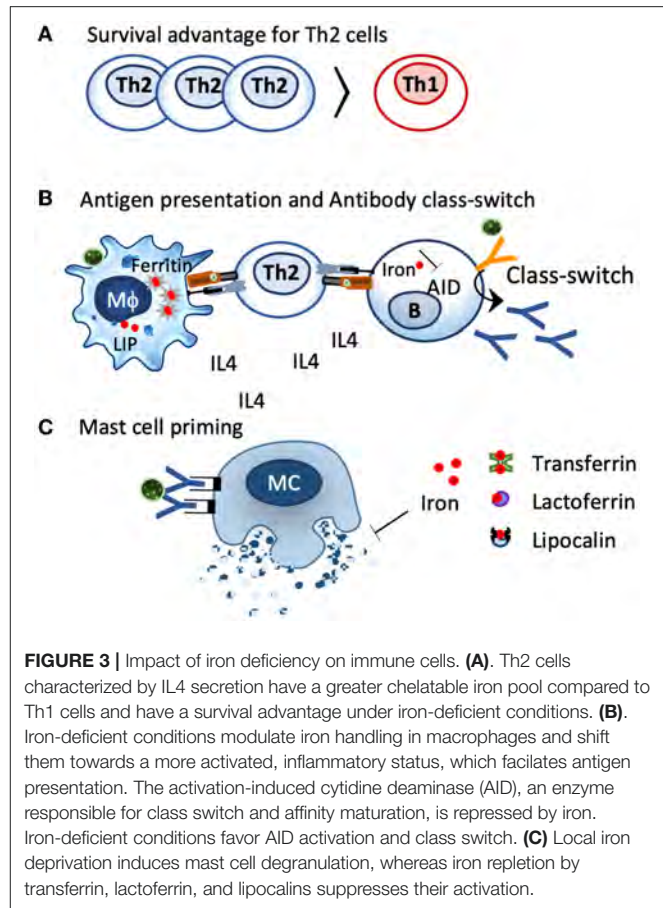 A Survival advantage for Th2 cells
Th2 Th2 Th2 > Th1
B Antigen presentation and Antibody class-switch
Ferritin
Mϕ
LIP
Th2
Iron
AID
B
Class-switch
IL4 IL4 IL4
IL4
C Mast cell priming
MC
Iron
Transferrin
Lactoferrin
Lipocalin
FIGURE 3 | Impact of iron deficiency on immune cells. (A). Th2 cells
characterized by IL4 secretion have a greater chelatable iron pool compared to
Th1 cells and have a survival advantage under iron-deficient conditions. (B).
Iron-deficient conditions modulate iron handling in macrophages and shift
them towards a more activated, inflammatory status, which facilates antigen
presentation. The activation-induced cytidine deaminase (AID), an enzyme
responsible for class switch and affinity maturation, is repressed by iron.
Iron-deficient conditions favor AID activation and class switch. (C) Local iron
deprivation induces mast cell degranulation, whereas iron repletion by
transferrin, lactoferrin, and lipocalins suppresses their activation.